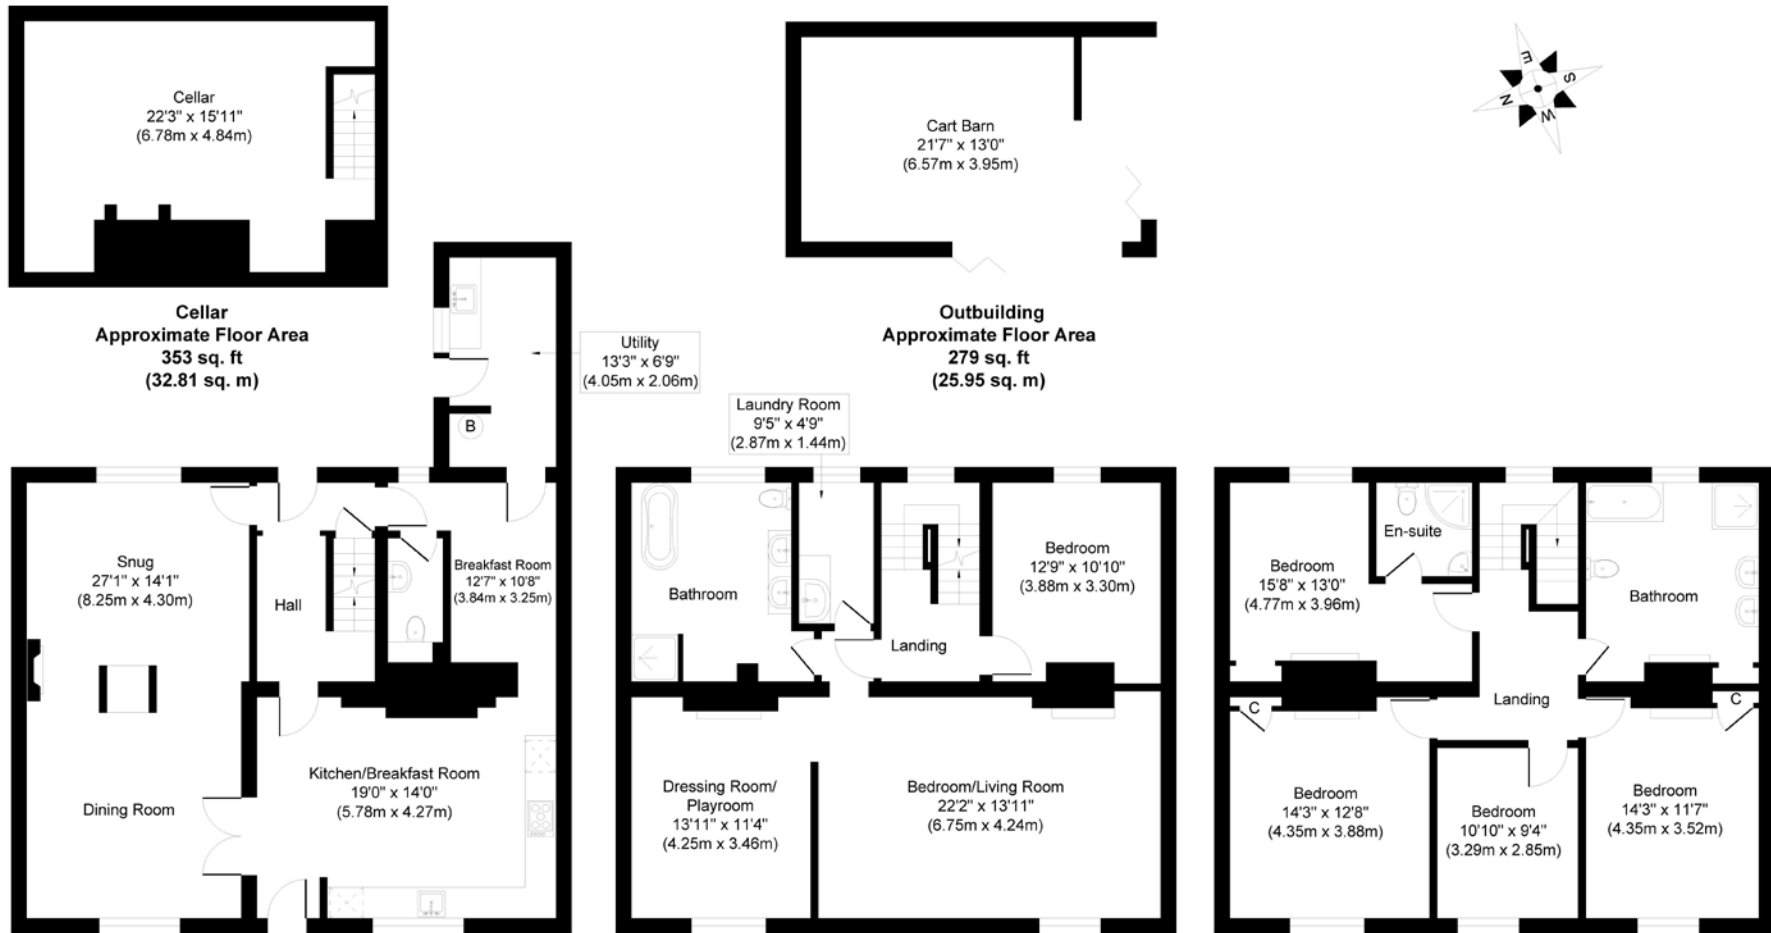 Cellar
22'3" x 15'11"
(6.78m x 4.84m)
Cart Barn
21'7" x 13'0"
(6.57m x 3.95m)
E
S
N
W
Cellar
Approximate Floor Area
353 sq. ft
(32.81 sq. m)
Utility
13'3" x 6'9"
(4.05m x 2.06m)
Outbuilding
Approximate Floor Area
279 sq. ft
(25.95 sq. m)
B
Laundry Room
9'5" x 4'9"
(2.87m x 1.44m)
Snug
27'1" x 14'1"
(8.25m x 4.30m)
Hall
Breakfast Room
12'7" x 10'8"
(3.84m x 3.25m)
Dining Room
Kitchen/Breakfast Room
19'0" x 14'0"
(5.78m x 4.27m)
Bathroom
Landing
Bedroom
12'9" x 10'10"
(3.88m x 3.30m)
Dressing Room/
Playroom
13'11" x 11'4"
(4.25m x 3.46m)
Bedroom/Living Room
22'2" x 13'11"
(6.75m x 4.24m)
En-suite
Bedroom
15'8" x 13'0"
(4.77m x 3.96m)
Bathroom
Landing
C
C
Bedroom
14'3" x 12'8"
(4.35m x 3.88m)
Bedroom
10'10" x 9'4"
(3.29m x 2.85m)
Bedroom
14'3" x 11'7"
(4.35m x 3.52m)